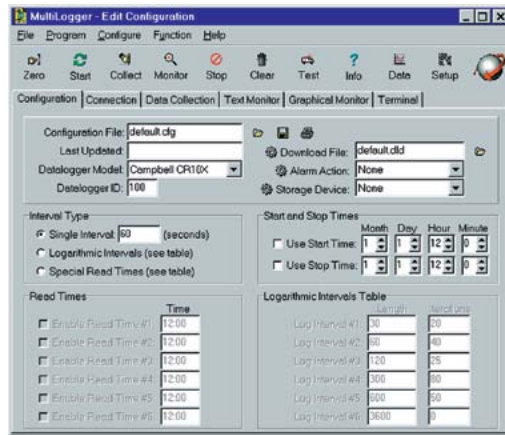 MultiLogger - Edit Configuration
File Program Configure Function Help
Zero Start Collect Monitor Stop Clear Test Info Data Setup
Configuration Connection Data Collection Text Monitor Graphical Monitor Terminal
Configuration File: default.cfg
Last Updated:
Download File: default.dld
Datalogger Model: Campbell CR10X
Alarm Action: None
Datalogger ID: 100
Storage Device: None
Interval Type
Single Interval: 60 (seconds)
Logarithmic Intervals (see table)
Special Read Times (see table)
Start and Stop Times
Month Day Hour Minute
Use Start Time: 1 1 12 0
Use Stop Time: 1 1 12 0
Read Times
Time
Enable Read Time #1: 12:00
Enable Read Time #2: 12:00
Enable Read Time #3: 12:00
Enable Read Time #4: 12:00
Enable Read Time #5: 12:00
Enable Read Time #6: 12:00
Logarithmic Intervals Table
Length Iterations
Log Interval #1: 30 20
Log Interval #2: 60 40
Log Interval #3: 120 25
Log Interval #4: 300 80
Log Interval #5: 600 50
Log Interval #6: 3600 0